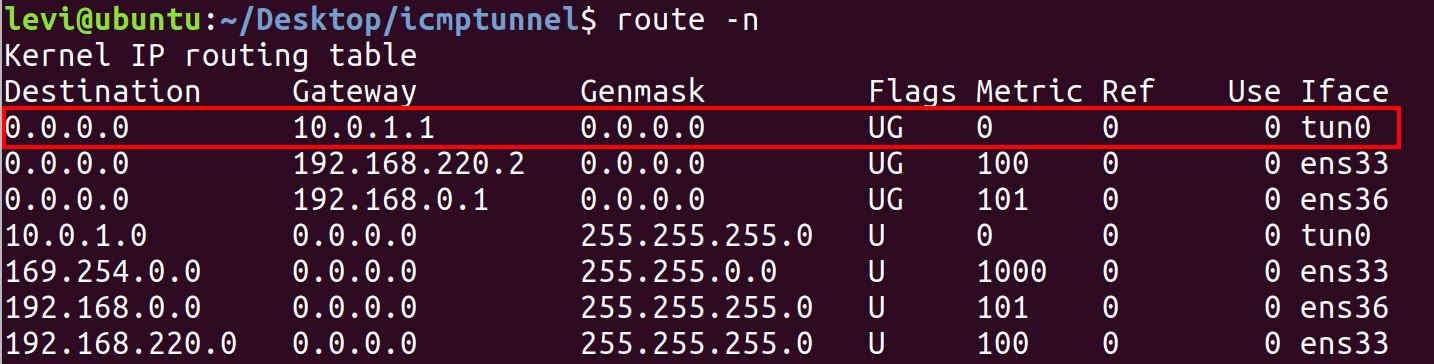 levi@ubuntu:~/Desktop/icmptunnel$ route -n
Kernel IP routing table
Destination     Gateway         Genmask         Flags Metric Ref    Use Iface
0.0.0.0         10.0.1.1        0.0.0.0         UG    0      0        0 tun0
0.0.0.0         192.168.220.2   0.0.0.0         UG    100    0        0 ens33
0.0.0.0         192.168.0.1     0.0.0.0         UG    101    0        0 ens36
10.0.1.0        0.0.0.0         255.255.255.0   U     0      0        0 tun0
169.254.0.0     0.0.0.0         255.255.0.0     U     1000   0        0 ens33
192.168.0.0     0.0.0.0         255.255.255.0   U     101    0        0 ens36
192.168.220.0   0.0.0.0         255.255.255.0   U     100    0        0 ens33